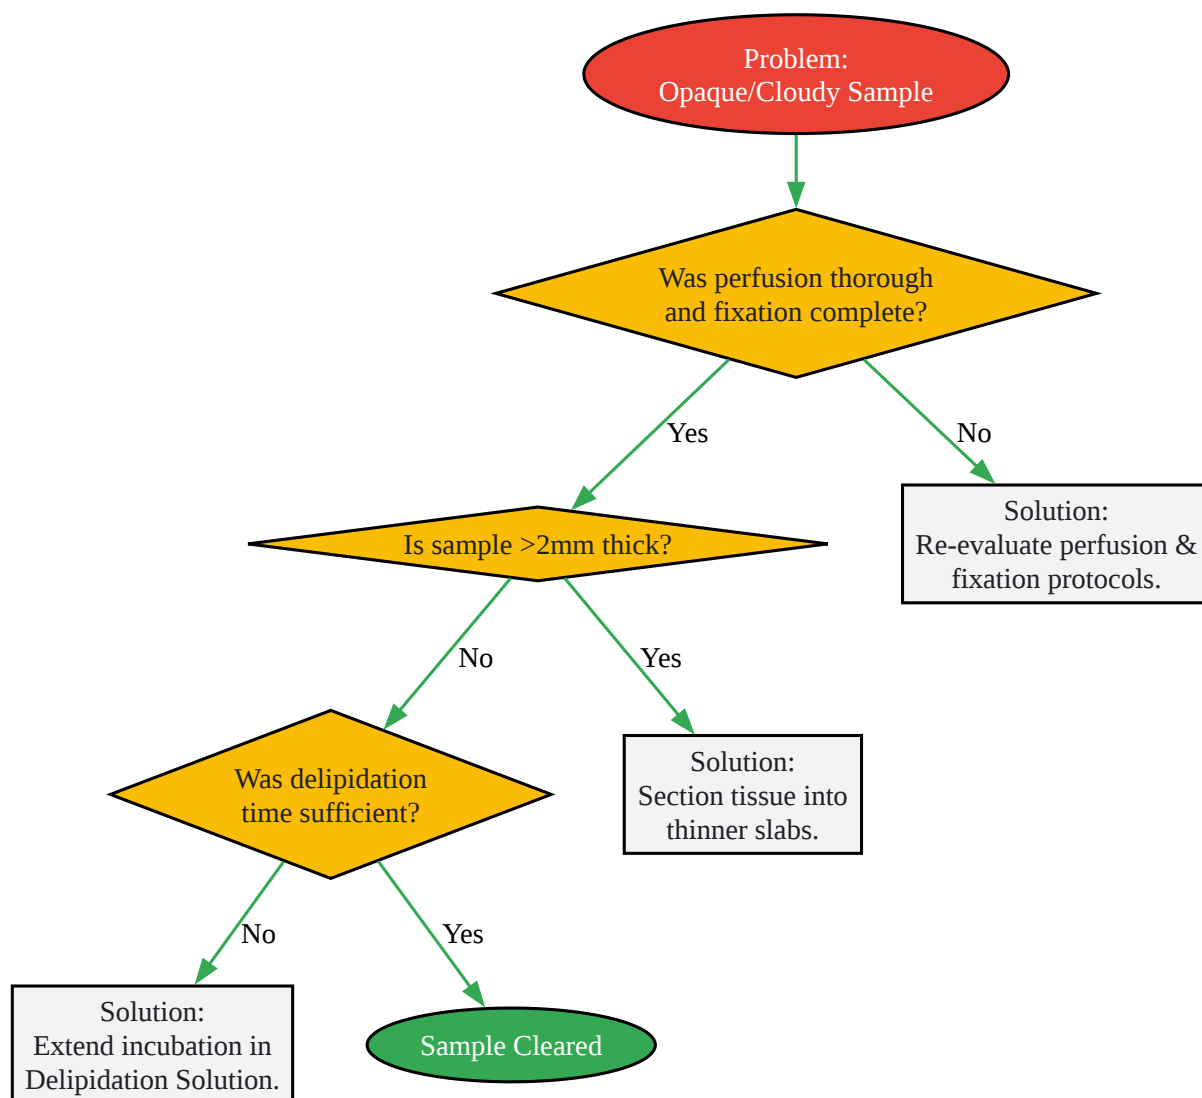 Problem:
Opaque/Cloudy Sample
Was perfusion thorough
and fixation complete?
Yes
No
Solution:
Re-evaluate perfusion &
fixation protocols.
Is sample >2mm thick?
No
Yes
Solution:
Section tissue into
thinner slabs.
Was delipidation
time sufficient?
No
Yes
Solution:
Extend incubation in
Delipidation Solution.
Sample Cleared